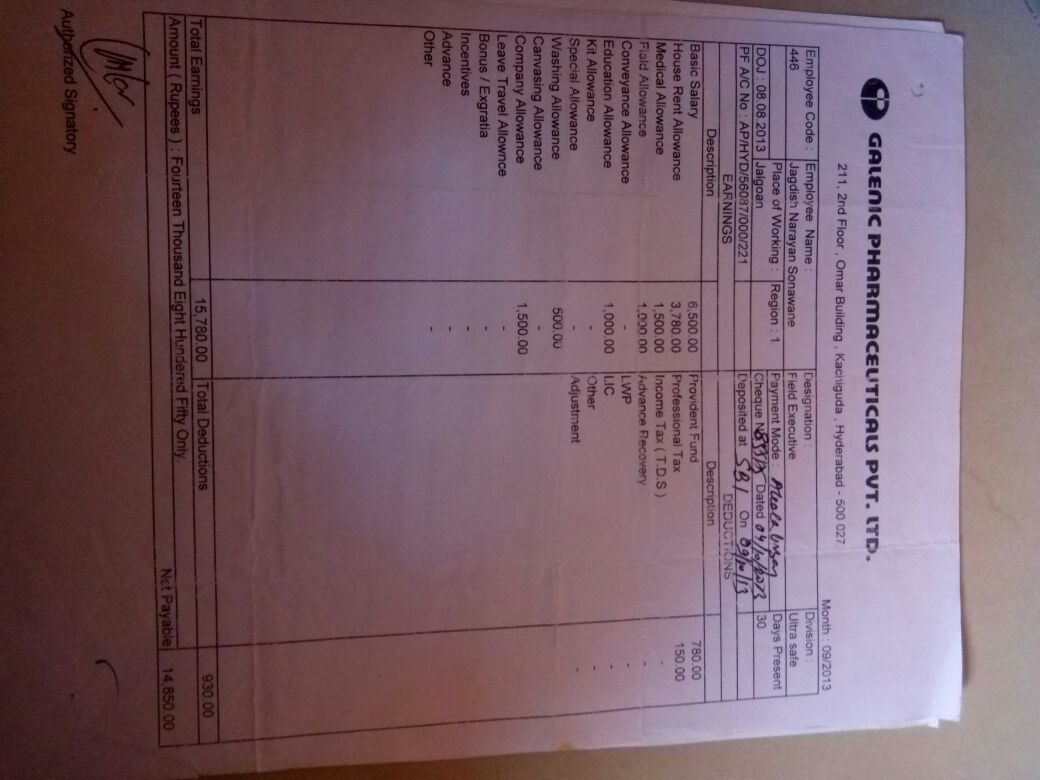 GALENIC PHARMACEUTICALS PVT. LTD.
211, 2nd Floor , Omar Building , Kachiguda , Hyderabad - 500 027.
Month : 09/2013
Employee Code : Employee Name : Designation : Division :
446 Jagdish Narayan Sonawane Field Executive Ultra safe
Place of Working : Region : 1 Payment Mode : Days Present
DOJ : 08.08.2013 Jalgoan Cheque N Dated 04/10/2013 30
PF A/C No : AP/HYD/56087/000/221 Deposited at SBI On 09/10/13
EARNINGS DEDUCTIONS
Description Description
Basic Salary 6,500.00 Provident Fund 780.00
House Rent Allowance 3,780.00 Professional Tax 150.00
Medical Allowance 1,500.00 Income Tax ( T.D.S ) -
Field Allowance 1,000.00 Advance Recovery -
Conveyance Allowance - LWP -
Education Allowance 1,000.00 LIC -
Kit Allowance - Other -
Special Allowance - Adjustment -
Washing Allowance 500.00
Canvasing Allowance -
Company Allowance 1,500.00
Leave Travel Allownce -
Bonus / Exgratia -
Incentives -
Advance -
Other -
Total Earnings 15,780.00 Total Deductions 930.00
Amount ( Rupees ) : Fourteen Thousand Eight Hundered Fifty Only. Net Payable 14,850.00
Authorized Signatory